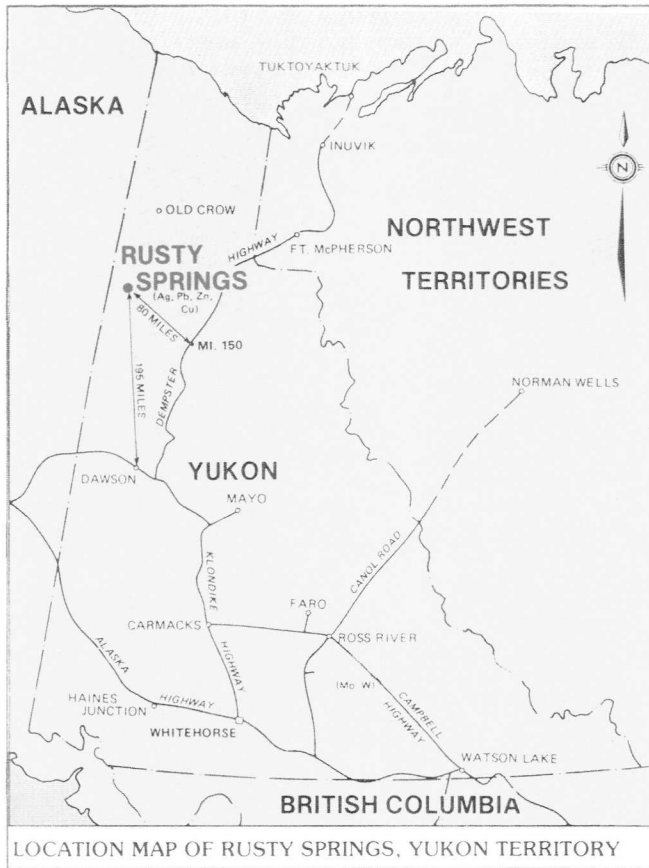 TUKTOYAKTUK
ALASKA
INUVIK
N
OLD CROW
NORTHWEST
TERRITORIES
HIGHWAY
FT. McPHERSON
RUSTY
SPRINGS
(Ag, Pb, Zn,
Cu)
80 MILES
MI. 150
195 MILES
DEMPSTER
NORMAN WELLS
DAWSON
YUKON
MAYO
KLONDIKE
HIGHWAY
CANOL ROAD
FARO
CARMACKS
ROSS RIVER
ALASKA
HIGHWAY
(Mo W)
CAMPBELL
HIGHWAY
HAINES
JUNCTION
WHITEHORSE
WATSON LAKE
BRITISH COLUMBIA
LOCATION MAP OF RUSTY SPRINGS, YUKON TERRITORY